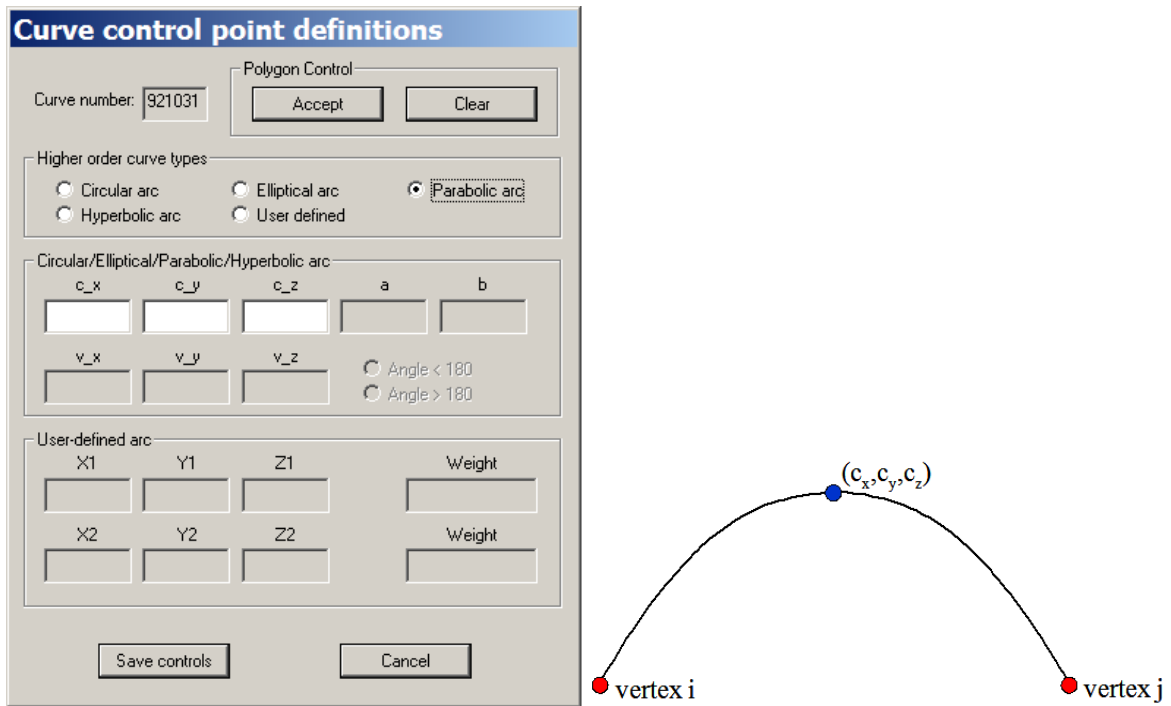 Curve control point definitions
Polygon Control
Curve number: 921031
Accept Clear
Higher order curve types
Circular arc Elliptical arc Parabolic arc
Hyperbolic arc User defined
Circular/Elliptical/Parabolic/Hyperbolic arc
c_x c_y c_z a b
v_x v_y v_z
Angle < 180
Angle > 180
User-defined arc
X1 Y1 Z1 Weight
X2 Y2 Z2 Weight
Save controls Cancel
(cx,cy,cz)
vertex i vertex j